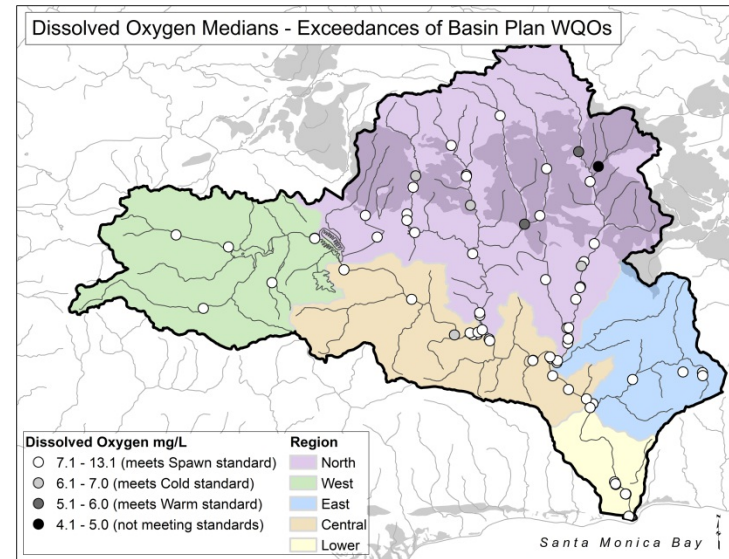 Dissolved Oxygen Medians - Exceedances of Basin Plan WQOs
Dissolved Oxygen mg/L
7.1 - 13.1 (meets Spawn standard)
6.1 - 7.0 (meets Cold standard)
5.1 - 6.0 (meets Warm standard)
4.1 - 5.0 (not meeting standards)
Region
North
West
East
Central
Lower
Santa Monica Bay